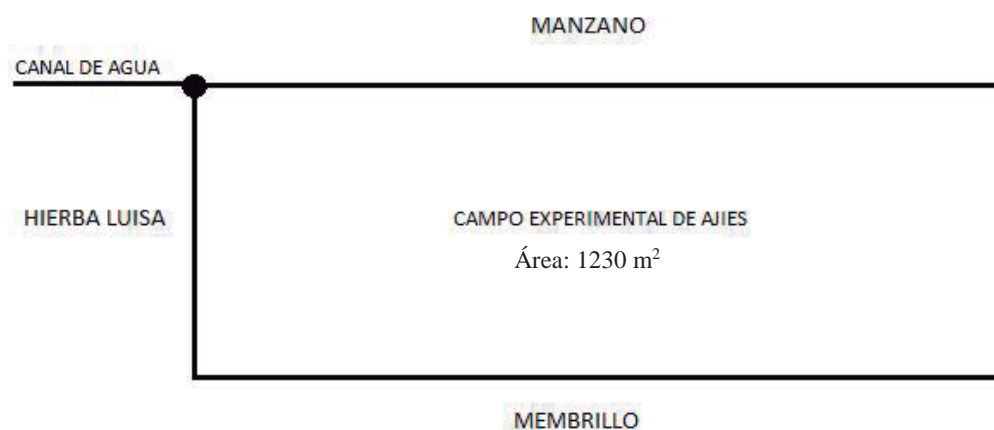 MANZANO
CANAL DE AGUA
HIERBA LUISA
CAMPO EXPERIMENTAL DE AJIES
Área: 1230 m²
MEMBRILLO